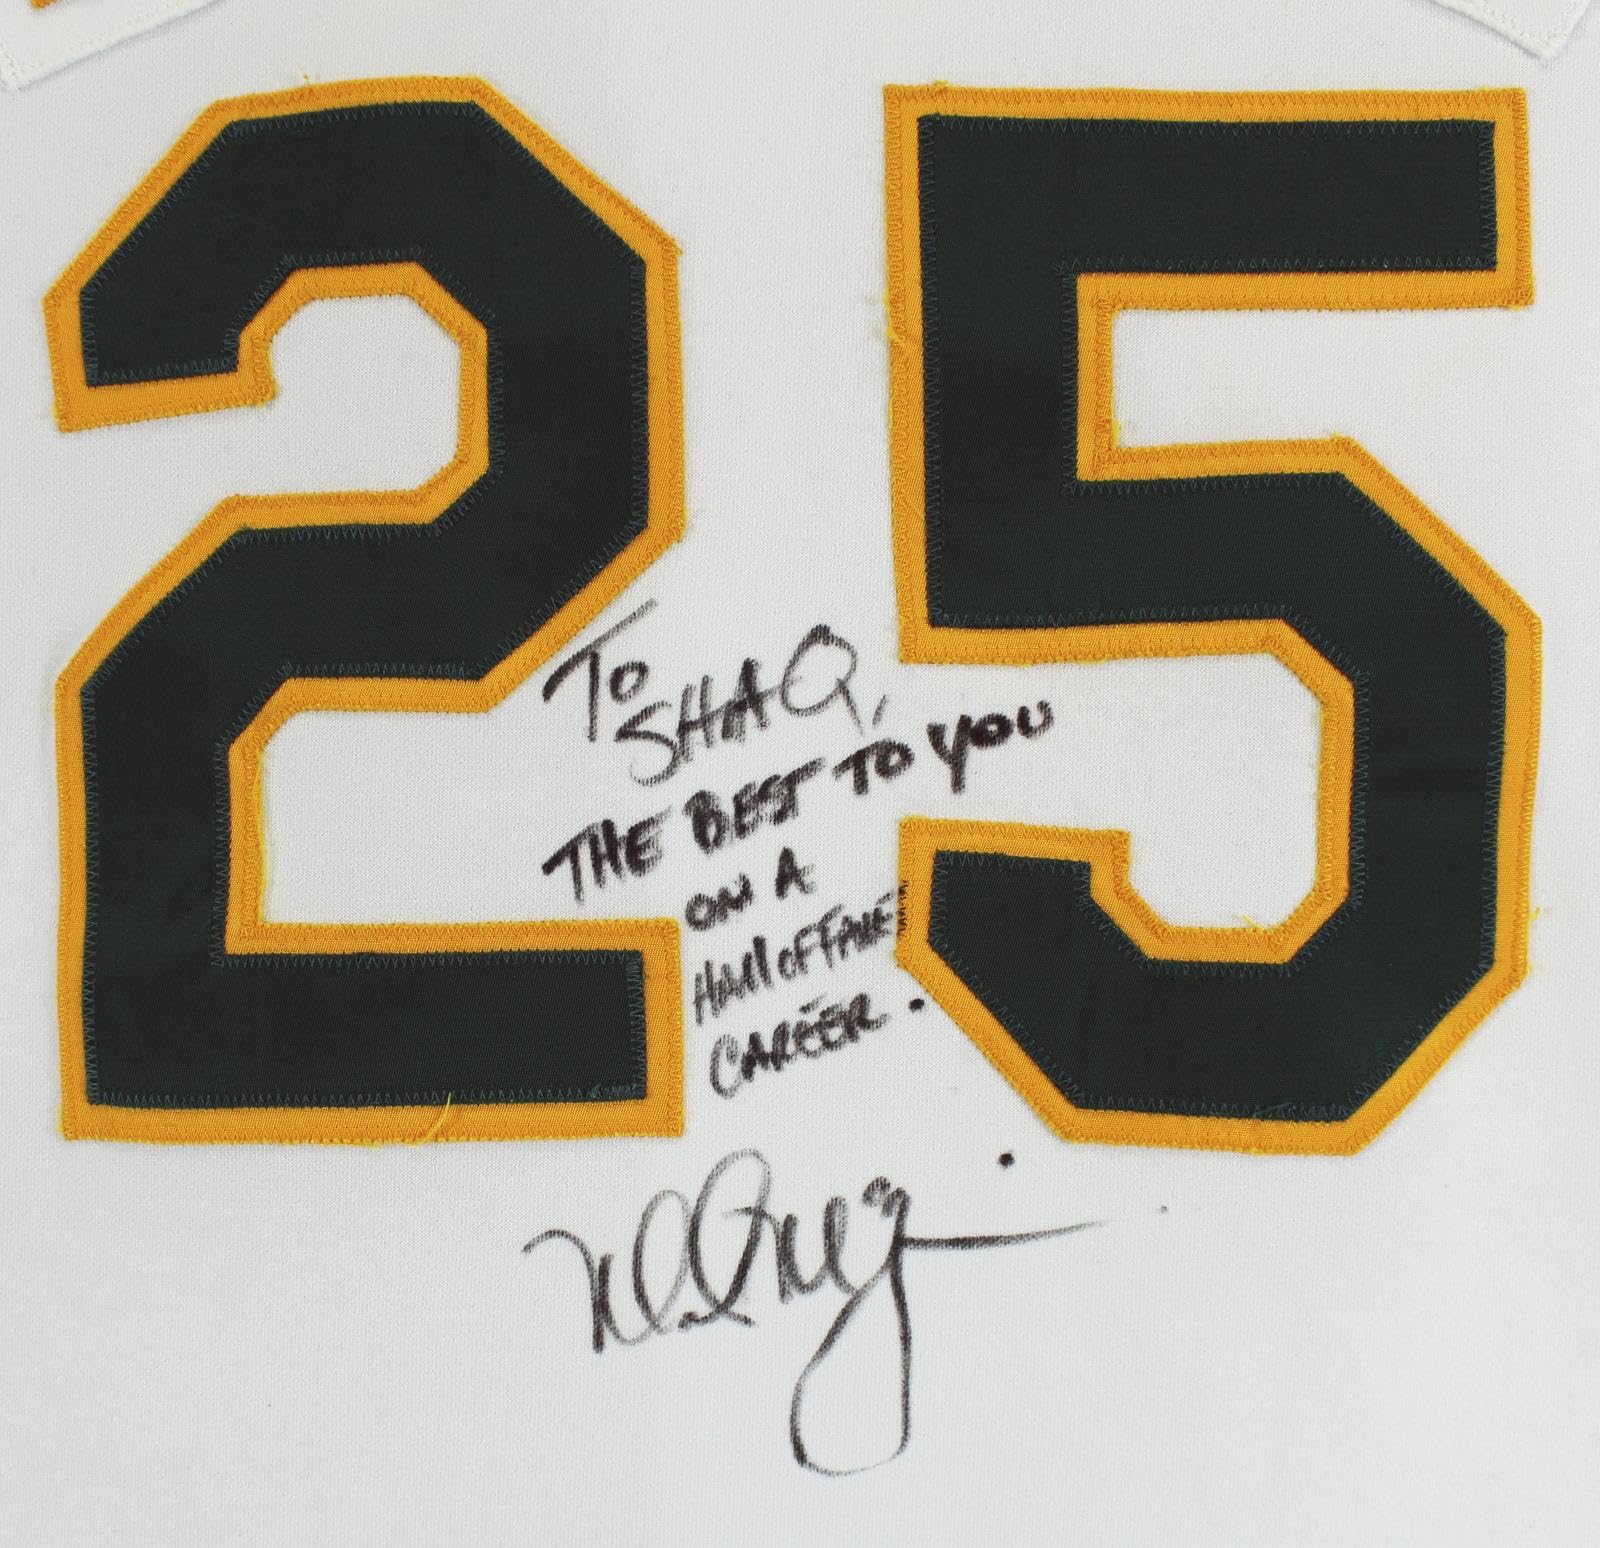 25
TO
SHAQ,
THE BEST TO YOU
ON A
HALL OF FAME
CAREER.